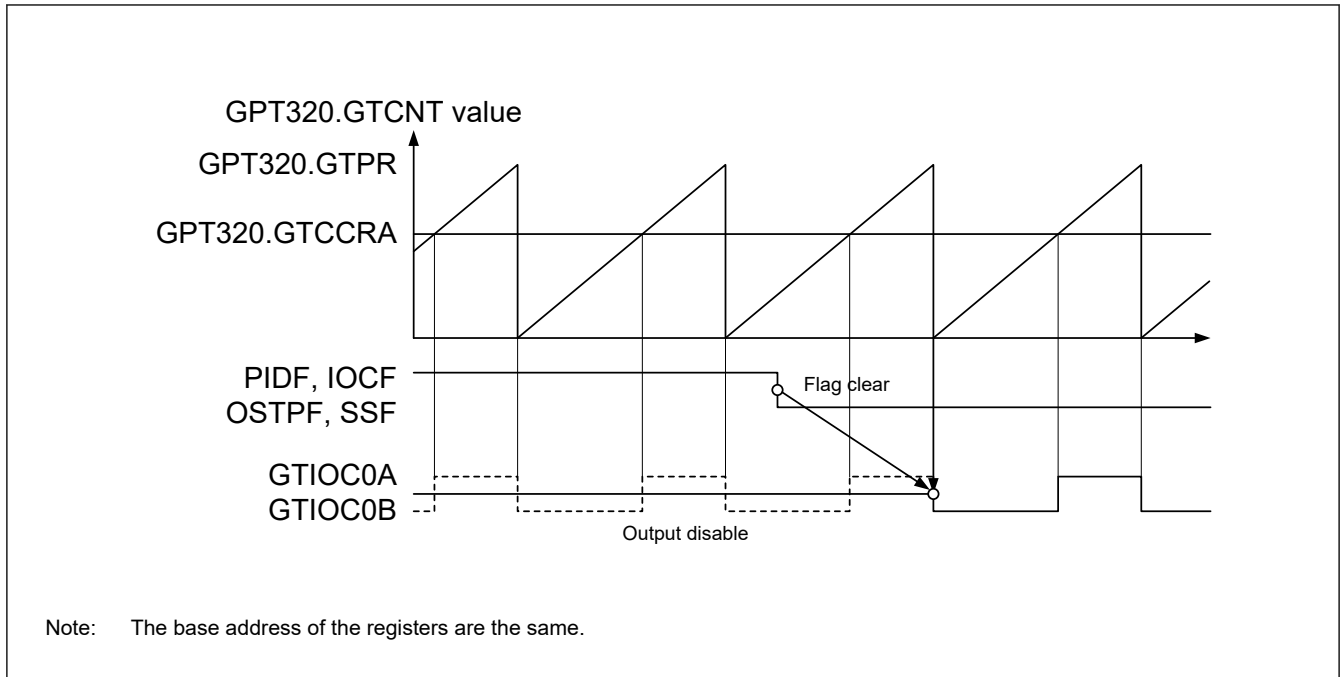 GPT320.GTCNT value
GPT320.GTPR
GPT320.GTCCRA
PIDF, IOCF
Flag clear
OSTPF, SSF
GTIOC0A
GTIOC0B
Output disable
Note: The base address of the registers are the same.